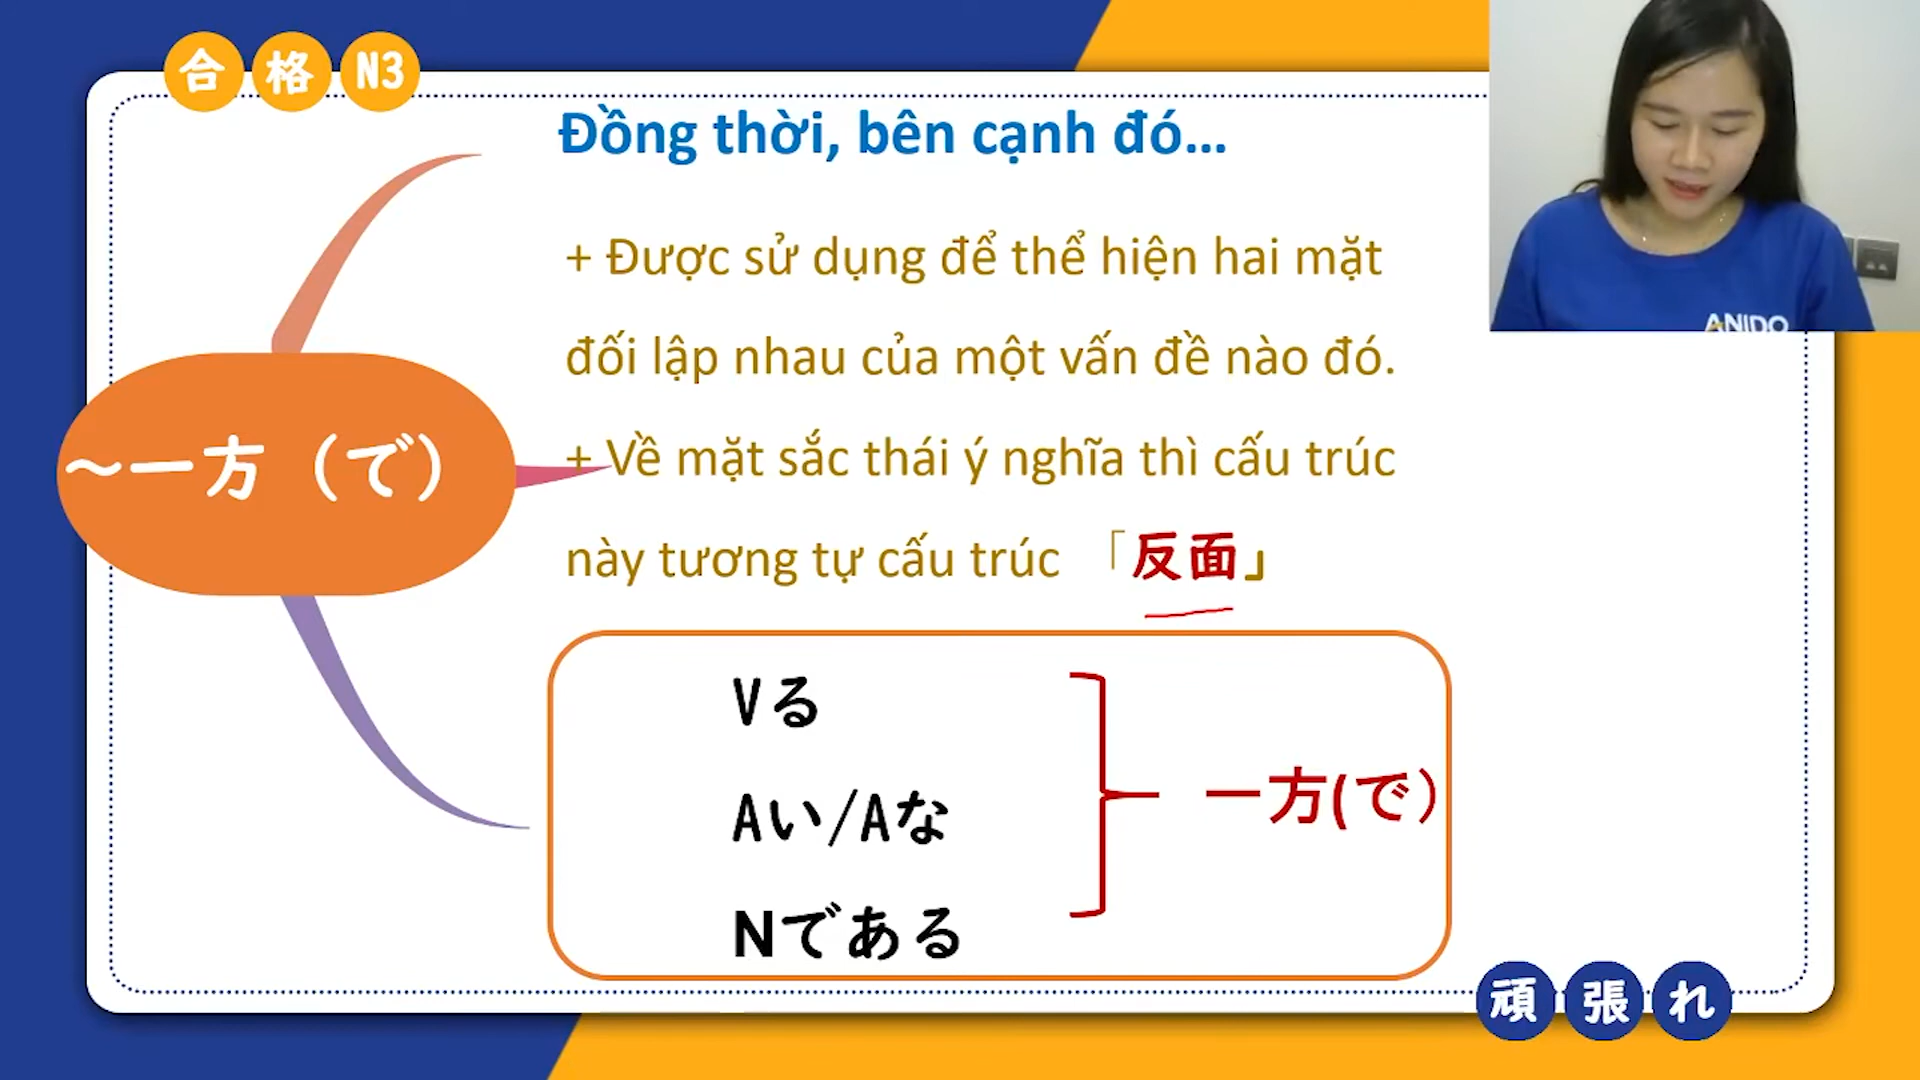 合格N3
Đồng thời, bên cạnh đó...
+ Được sử dụng để thể hiện hai mặt
đối lập nhau của một vấn đề nào đó.
+ Về mặt sắc thái ý nghĩa thì cấu trúc
này tương tự cấu trúc 「反面」
～一方（で）
Vる
Aい/Aな
Nである
一方(で）
ANIDO
頑張れ